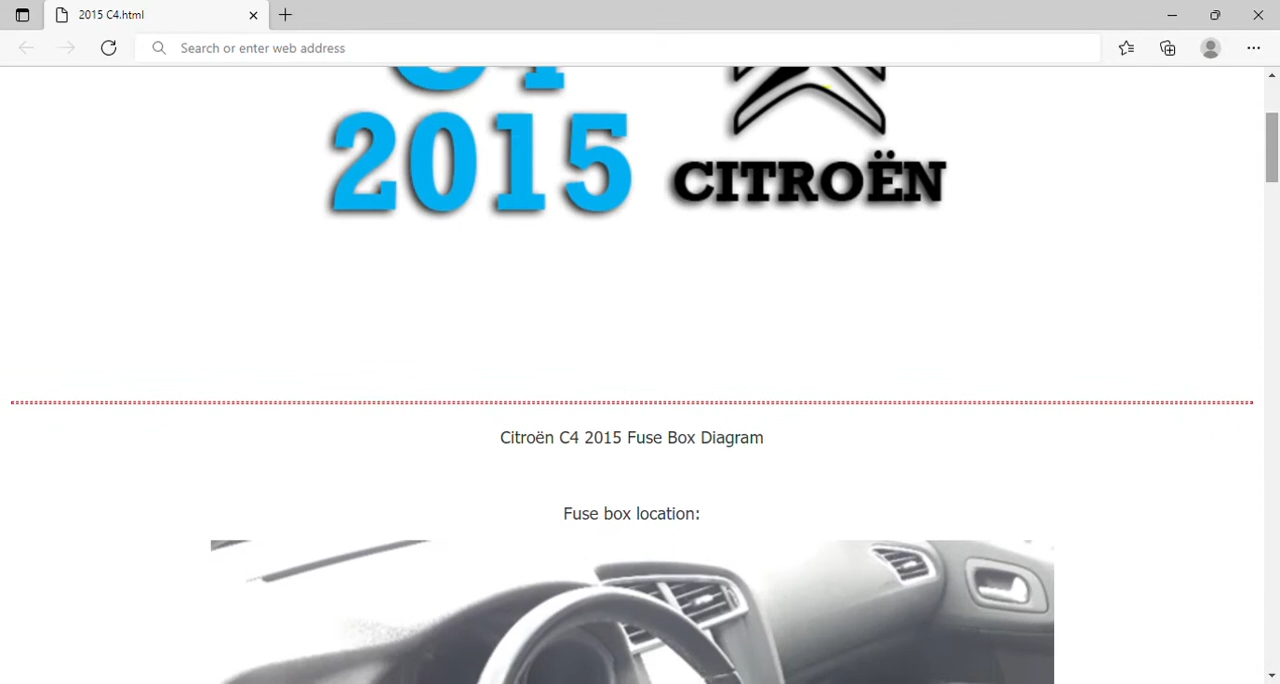 2015 C4.html
Search or enter web address
C4
2015
CITROËN
Citroën C4 2015 Fuse Box Diagram
Fuse box location: